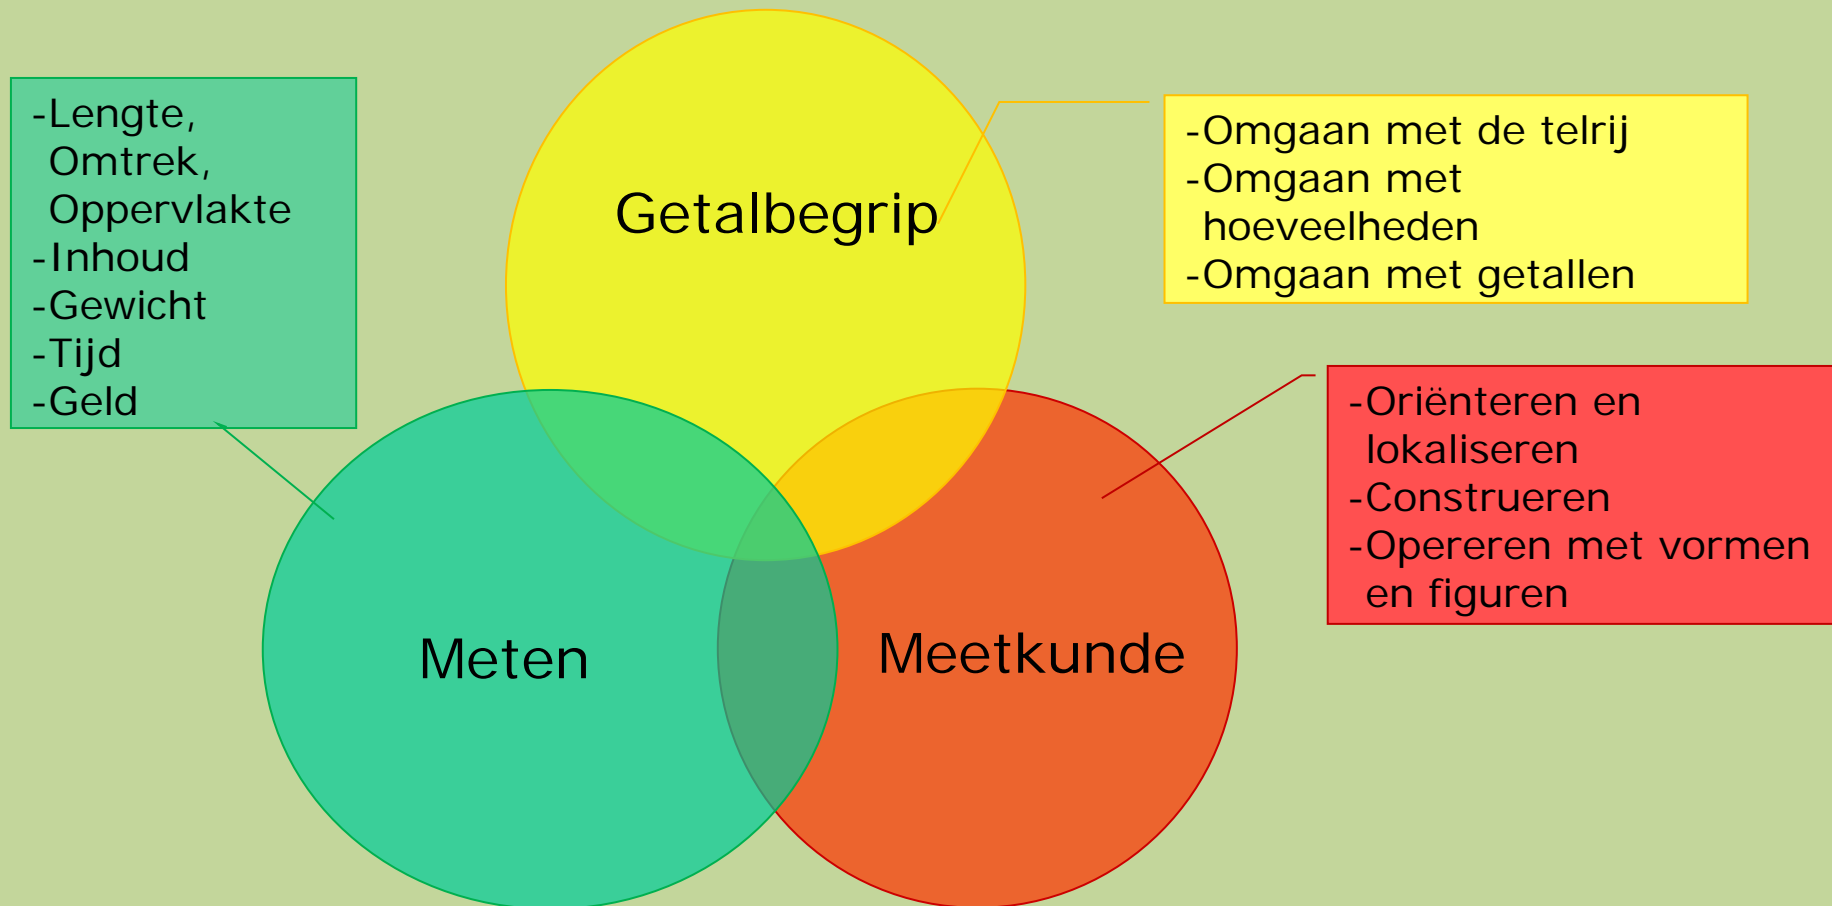 -Lengte,
Omtrek,
Oppervlakte
-Inhoud
-Gewicht
-Tijd
-Geld
Getalbegrip
-Omgaan met de telrij
-Omgaan met
hoeveelheden
-Omgaan met getallen
-Oriënteren en
lokaliseren
-Construeren
-Opereren met vormen
en figuren
Meten
Meetkunde